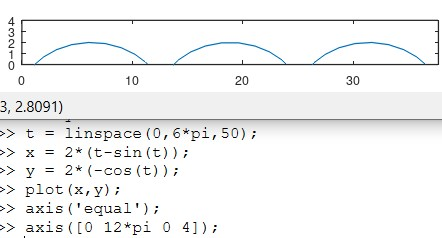 4
3
2
1
0
0 10 20 30
3, 2.8091)
>> t = linspace(0,6*pi,50);
>> x = 2*(t-sin(t));
>> y = 2*(-cos(t));
>> plot(x,y);
>> axis('equal');
>> axis([0 12*pi 0 4]);